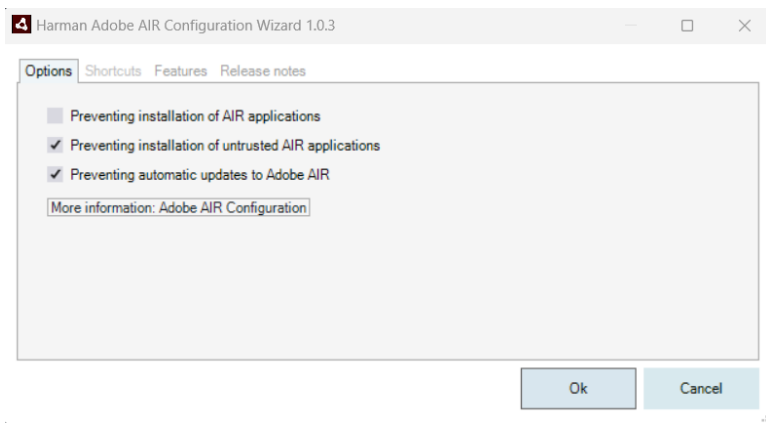 Harman Adobe AIR Configuration Wizard 1.0.3
Options Shortcuts Features Release notes
Preventing installation of AIR applications
Preventing installation of untrusted AIR applications
Preventing automatic updates to Adobe AIR
More information: Adobe AIR Configuration
Ok Cancel